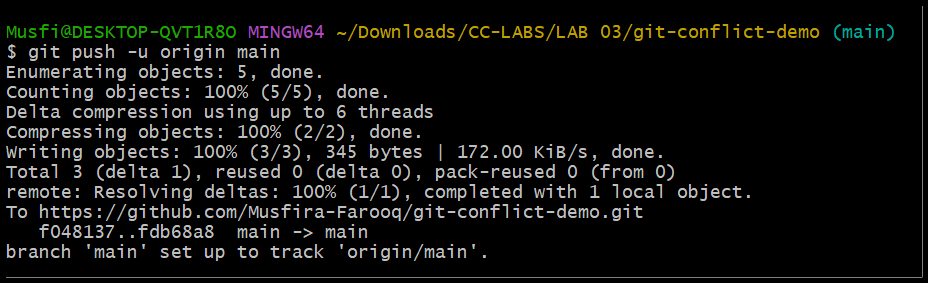 Musfi@DESKTOP-QVT1R8O MINGW64 ~/Downloads/CC-LABS/LAB 03/git-conflict-demo (main)
$ git push -u origin main
Enumerating objects: 5, done.
Counting objects: 100% (5/5), done.
Delta compression using up to 6 threads
Compressing objects: 100% (2/2), done.
Writing objects: 100% (3/3), 345 bytes | 172.00 KiB/s, done.
Total 3 (delta 1), reused 0 (delta 0), pack-reused 0 (from 0)
remote: Resolving deltas: 100% (1/1), completed with 1 local object.
To https://github.com/Musfira-Farooq/git-conflict-demo.git
   f048137..fdb68a8  main -> main
branch 'main' set up to track 'origin/main'.